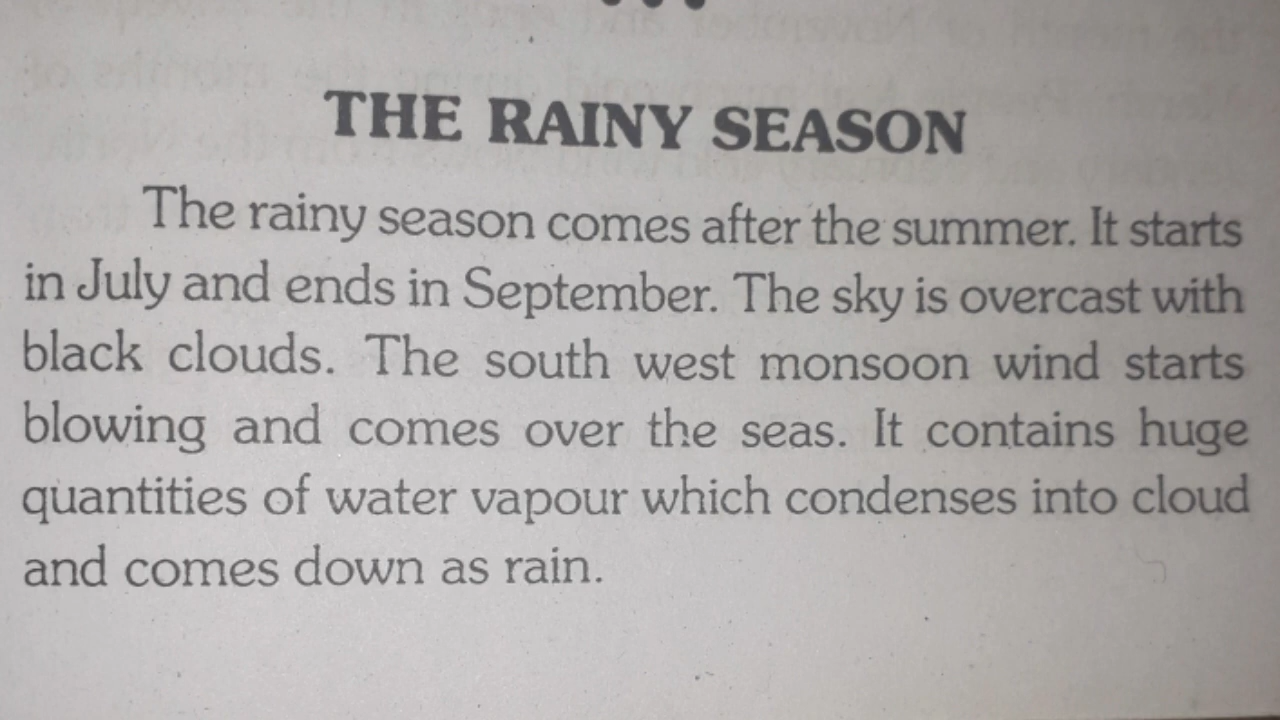 THE RAINY SEASON
The rainy season comes after the summer. It starts
in July and ends in September. The sky is overcast with
black clouds. The south west monsoon wind starts
blowing and comes over the seas. It contains huge
quantities of water vapour which condenses into cloud
and comes down as rain.